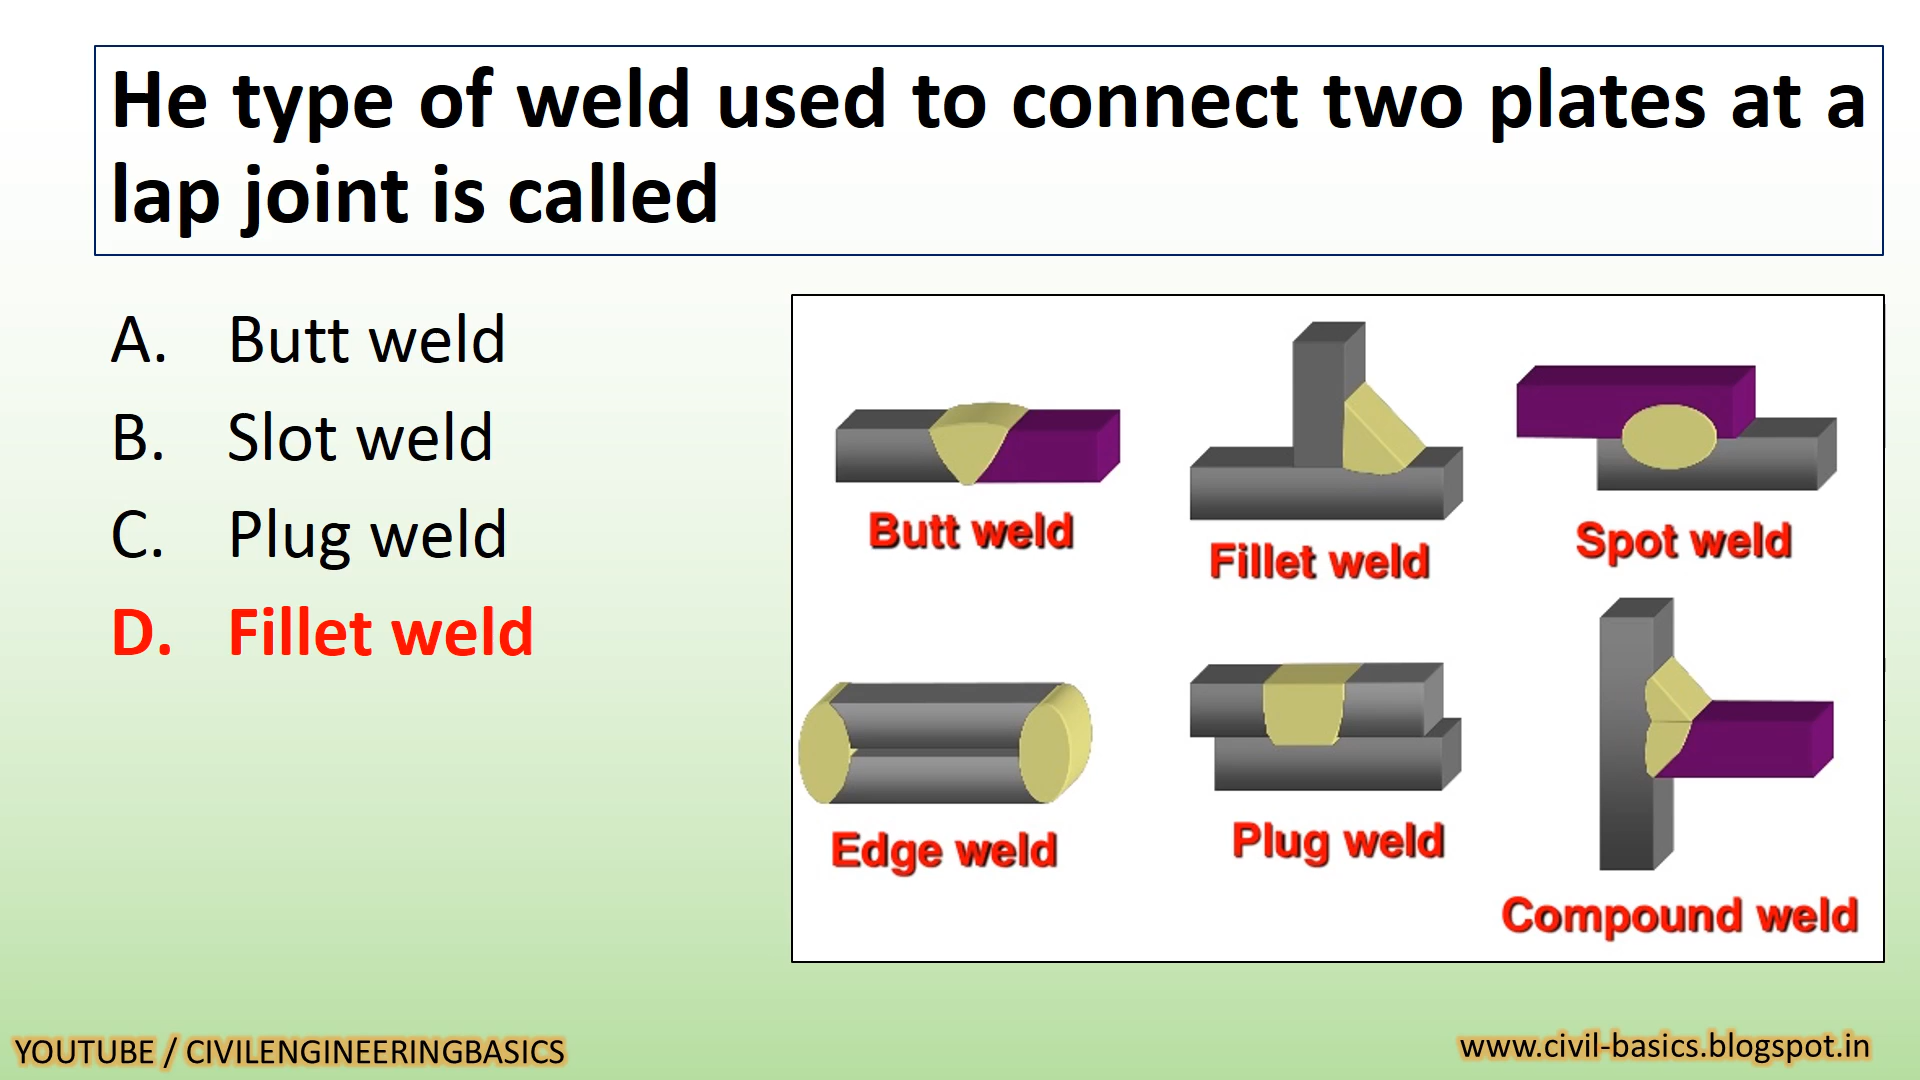 He type of weld used to connect two plates at a
lap joint is called
A. Butt weld
B. Slot weld
C. Plug weld
D. Fillet weld
Butt weld
Fillet weld
Spot weld
Edge weld
Plug weld
Compound weld
YOUTUBE / CIVILENGINEERINGBASICS
www.civil-basics.blogspot.in